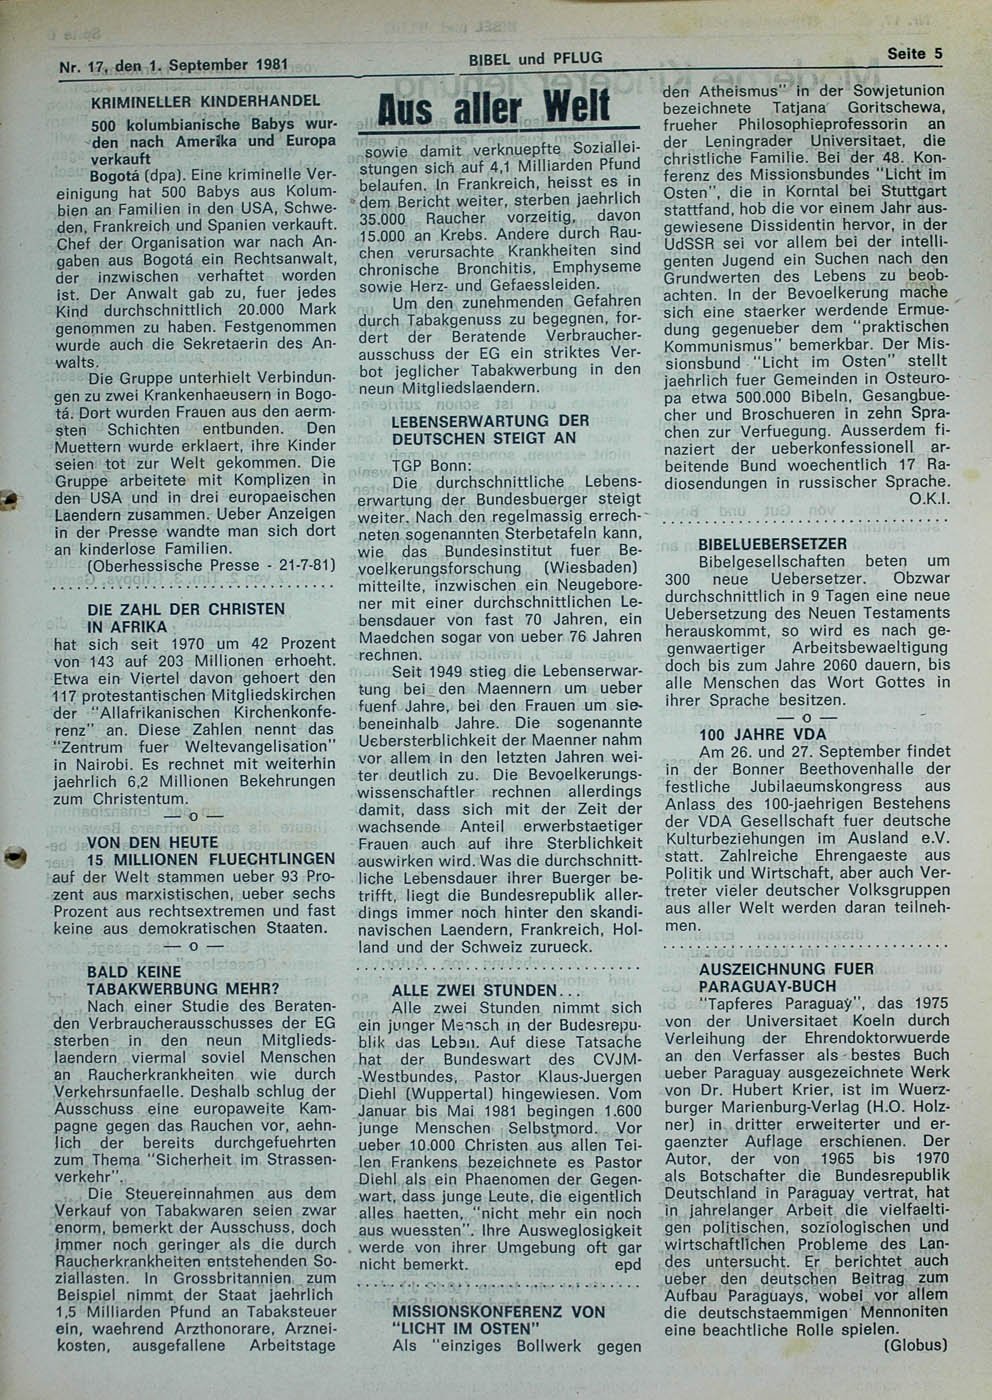 Nr. 17, den 1. September 1981
BIBEL und PFLUG
Seite 5
KRIMINELLER KINDERHANDEL
500 kolumbianische Babys wur-
den nach Amerika und Europa
verkauft
Bogotá (dpa). Eine kriminelle Ver-
einigung hat 500 Babys aus Kolum-
bien an Familien in den USA, Schwe-
den, Frankreich und Spanien verkauft.
Chef der Organisation war nach An-
gaben aus Bogotá ein Rechtsanwalt,
der inzwischen verhaftet worden
ist. Der Anwalt gab zu, fuer jedes
Kind durchschnittlich 20.000 Mark
genommen zu haben. Festgenommen
wurde auch die Sekretaerin des An-
walts.
Die Gruppe unterhielt Verbindun-
gen zu zwei Krankenhaeusern in Bogo-
tá. Dort wurden Frauen aus den aerm-
sten Schichten entbunden. Den
Muettern wurde erklaert, ihre Kinder
seien tot zur Welt gekommen. Die
Gruppe arbeitete mit Komplizen in
den USA und in drei europaeischen
Laendern zusammen. Ueber Anzeigen
in der Presse wandte man sich dort
an kinderlose Familien.
(Oberhessische Presse - 21-7-81)
DIE ZAHL DER CHRISTEN
IN AFRIKA
hat sich seit 1970 um 42 Prozent
von 143 auf 203 Millionen erhoeht.
Etwa ein Viertel davon gehoert den
117 protestantischen Mitgliedskirchen
der "Allafrikanischen Kirchenkonfe-
renz" an. Diese Zahlen nennt das
"Zentrum fuer Weltevangelisation"
in Nairobi. Es rechnet mit weiterhin
jaehrlich 6,2 Millionen Bekehrungen
zum Christentum.
— o —
VON DEN HEUTE
15 MILLIONEN FLUECHTLINGEN
auf der Welt stammen ueber 93 Pro-
zent aus marxistischen, ueber sechs
Prozent aus rechtsextremen und fast
keine aus demokratischen Staaten.
— o —
BALD KEINE
TABAKWERBUNG MEHR?
Nach einer Studie des Beraten-
den Verbraucherausschusses der EG
sterben in den neun Mitglieds-
laendern viermal soviel Menschen
an Raucherkrankheiten wie durch
Verkehrsunfaelle. Deshalb schlug der
Ausschuss eine europaweite Kam-
pagne gegen das Rauchen vor, aehn-
lich der bereits durchgefuehrten
zum Thema "Sicherheit im Strassen-
verkehr".
Die Steuereinnahmen aus dem
Verkauf von Tabakwaren seien zwar
enorm, bemerkt der Ausschuss, doch
immer noch geringer als die durch
Raucherkrankheiten entstehenden So-
ziallasten. In Grossbritannien zum
Beispiel nimmt der Staat jaehrlich
1,5 Milliarden Pfund an Tabaksteuer
ein, waehrend Arzthonorare, Arznei-
kosten, ausgefallene Arbeitstage
Aus aller Welt
sowie damit verknuepfte Soziallei-
stungen sich auf 4,1 Milliarden Pfund
belaufen. In Frankreich, heisst es in
dem Bericht weiter, sterben jaehrlich
35.000 Raucher vorzeitig, davon
15.000 an Krebs. Andere durch Rau-
chen verursachte Krankheiten sind
chronische Bronchitis, Emphyseme
sowie Herz- und Gefaessleiden.
Um den zunehmenden Gefahren
durch Tabakgenuss zu begegnen, for-
dert der Beratende Verbraucher-
ausschuss der EG ein striktes Ver-
bot jeglicher Tabakwerbung in den
neun Mitgliedslaendern.
LEBENSERWARTUNG DER
DEUTSCHEN STEIGT AN
TGP Bonn:
Die durchschnittliche Lebens-
erwartung der Bundesbuerger steigt
weiter. Nach den regelmassig errech-
neten sogenannten Sterbetafeln kann,
wie das Bundesinstitut fuer Be-
voelkerungsforschung (Wiesbaden)
mitteilte, inzwischen ein Neugebore-
ner mit einer durchschnittlichen Le-
bensdauer von fast 70 Jahren, ein
Maedchen sogar von ueber 76 Jahren
rechnen.
Seit 1949 stieg die Lebenserwar-
tung bei den Maennern um ueber
fuenf Jahre, bei den Frauen um sie-
beneinhalb Jahre. Die sogenannte
Uebersterblichkeit der Maenner nahm
vor allem in den letzten Jahren wei-
ter deutlich zu. Die Bevoelkerungs-
wissenschaftler rechnen allerdings
damit, dass sich mit der Zeit der
wachsende Anteil erwerbstaetiger
Frauen auch auf ihre Sterblichkeit
auswirken wird. Was die durchschnitt-
liche Lebensdauer ihrer Buerger be-
trifft, liegt die Bundesrepublik aller-
dings immer noch hinter den skandi-
navischen Laendern, Frankreich, Hol-
land und der Schweiz zurueck.
ALLE ZWEI STUNDEN...
Alle zwei Stunden nimmt sich
ein junger Mensch in der Budesrepu-
blik das Leben. Auf diese Tatsache
hat der Bundeswart des CVJM-
-Westbundes, Pastor Klaus-Juergen
Diehl (Wuppertal) hingewiesen. Vom
Januar bis Mai 1981 begingen 1.600
junge Menschen Selbstmord. Vor
ueber 10.000 Christen aus allen Tei-
len Frankens bezeichnete es Pastor
Diehl als ein Phaenomen der Gegen-
wart, dass junge Leute, die eigentlich
alles haetten, "nicht mehr ein noch
aus wuessten". Ihre Ausweglosigkeit
werde von ihrer Umgebung oft gar
nicht bemerkt. epd
MISSIONSKONFERENZ VON
"LICHT IM OSTEN"
Als "einziges Bollwerk gegen
den Atheismus" in der Sowjetunion
bezeichnete Tatjana Goritschewa,
frueher Philosophieprofessorin an
der Leningrader Universitaet, die
christliche Familie. Bei der 48. Kon-
ferenz des Missionsbundes "Licht im
Osten", die in Korntal bei Stuttgart
stattfand, hob die vor einem Jahr aus-
gewiesene Dissidentin hervor, in der
UdSSR sei vor allem bei der intelli-
genten Jugend ein Suchen nach den
Grundwerten des Lebens zu beob-
achten. In der Bevoelkerung mache
sich eine staerker werdende Ermue-
dung gegenueber dem "praktischen
Kommunismus" bemerkbar. Der Mis-
sionsbund "Licht im Osten" stellt
jaehrlich fuer Gemeinden in Osteuro-
pa etwa 500.000 Bibeln, Gesangbue-
cher und Broschueren in zehn Spra-
chen zur Verfuegung. Ausserdem fi-
naziert der ueberkonfessionell ar-
beitende Bund woechentlich 17 Ra-
diosendungen in russischer Sprache.
O.K.I.
BIBELUEBERSETZER
Bibelgesellschaften beten um
300 neue Uebersetzer. Obzwar
durchschnittlich in 9 Tagen eine neue
Uebersetzung des Neuen Testaments
herauskommt, so wird es nach ge-
genwaertiger Arbeitsbewaeltigung
doch bis zum Jahre 2060 dauern, bis
alle Menschen das Wort Gottes in
ihrer Sprache besitzen.
— o —
100 JAHRE VDA
Am 26. und 27. September findet
in der Bonner Beethovenhalle der
festliche Jubilaeumskongress aus
Anlass des 100-jaehrigen Bestehens
der VDA Gesellschaft fuer deutsche
Kulturbeziehungen im Ausland e.V.
statt. Zahlreiche Ehrengaeste aus
Politik und Wirtschaft, aber auch Ver-
treter vieler deutscher Volksgruppen
aus aller Welt werden daran teilneh-
men.
AUSZEICHNUNG FUER
PARAGUAY-BUCH
"Tapferes Paraguay", das 1975
von der Universitaet Koeln durch
Verleihung der Ehrendoktorwuerde
an den Verfasser als bestes Buch
ueber Paraguay ausgezeichnete Werk
von Dr. Hubert Krier, ist im Wuerz-
burger Marienburg-Verlag (H.O. Holz-
ner) in dritter erweiterter und er-
gaenzter Auflage erschienen. Der
Autor, der von 1965 bis 1970
als Botschafter die Bundesrepublik
Deutschland in Paraguay vertrat, hat
in jahrelanger Arbeit die vielfaelti-
gen politischen, soziologischen und
wirtschaftlichen Probleme des Lan-
des untersucht. Er berichtet auch
ueber den deutschen Beitrag zum
Aufbau Paraguays, wobei vor allem
die deutschstaemmigen Mennoniten
eine beachtliche Rolle spielen.
(Globus)